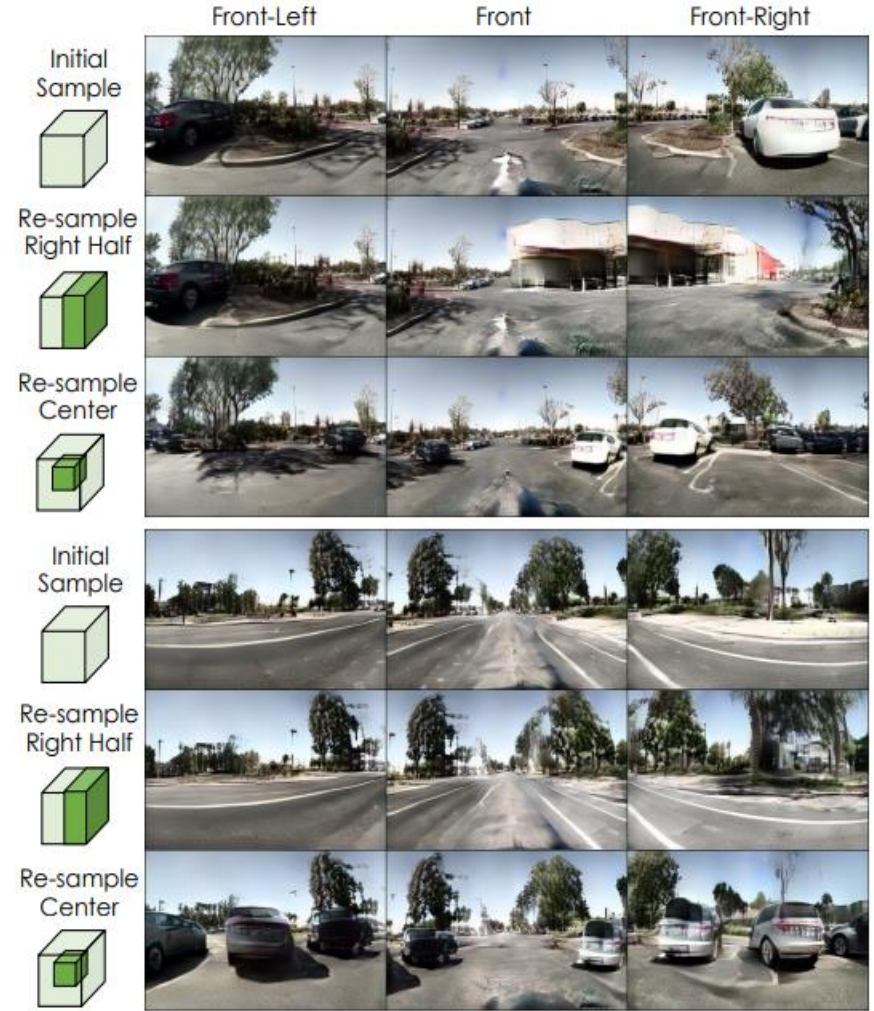 Front-Left Front Front-Right
Initial
Sample
Re-sample
Right Half
Re-sample
Center
Initial
Sample
Re-sample
Right Half
Re-sample
Center